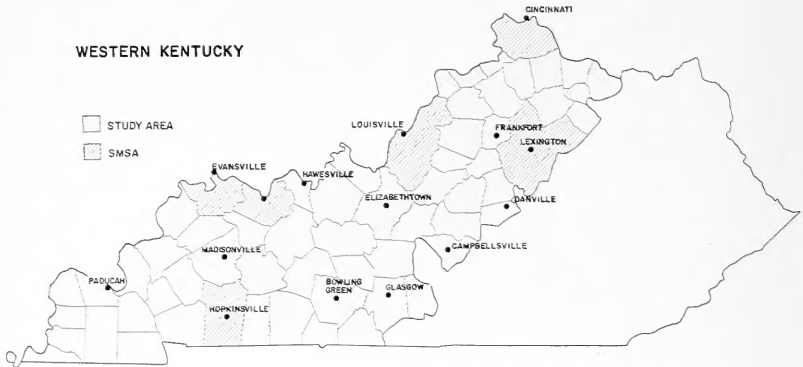 CINCINNATI
WESTERN KENTUCKY
STUDY AREA
SMSA
LOUISVILLE
FRANKFORT
LEXINGTON
EVANSVILLE
HAWESVILLE
ELIZABETHTOWN
DANVILLE
CAMPBELLSVILLE
MADISONVILLE
PADUCAH
BOWLING
GREEN
GLASGOW
HOPKINSVILLE